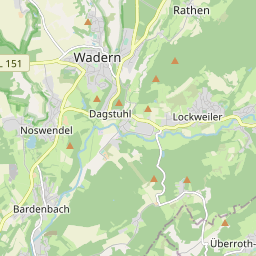 Rathen
Wadern
L 151
Dagstuhl
Lockweiler
Noswendel
Bardenbach
Überroth-